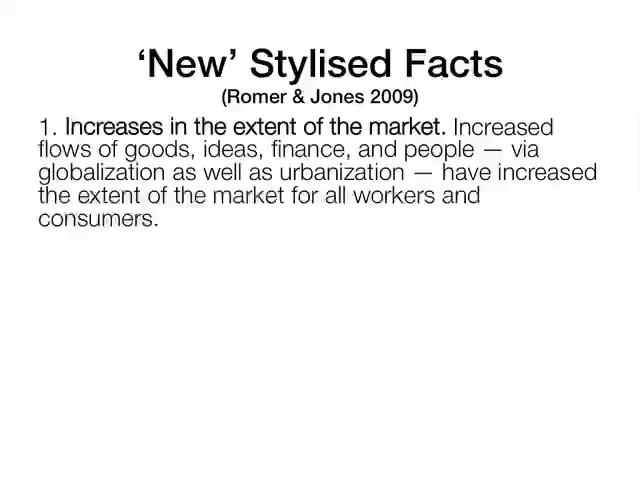 ‘New’ Stylised Facts
(Romer & Jones 2009)
1. Increases in the extent of the market. Increased
flows of goods, ideas, finance, and people — via
globalization as well as urbanization — have increased
the extent of the market for all workers and
consumers.